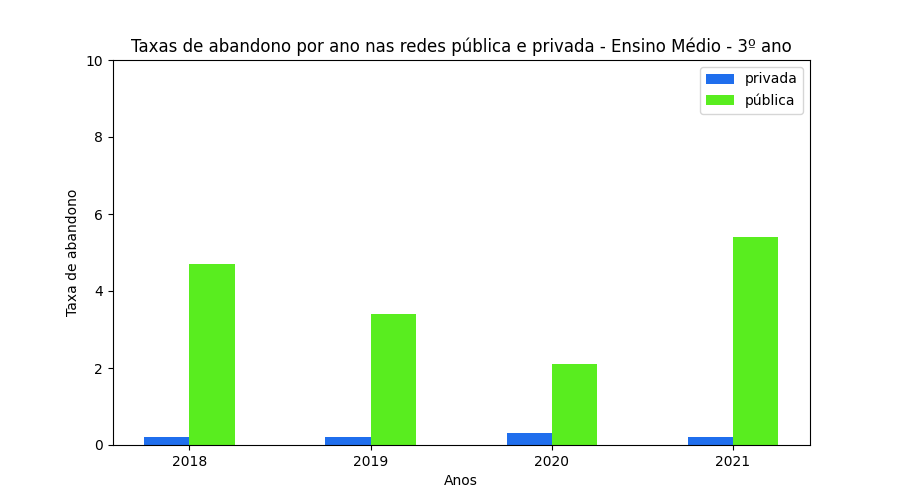 Taxas de abandono por ano nas redes pública e privada - Ensino Médio - 3º ano
10
8
6
4
2
0
Taxa de abandono
privada
pública
2018
2019
2020
2021
Anos